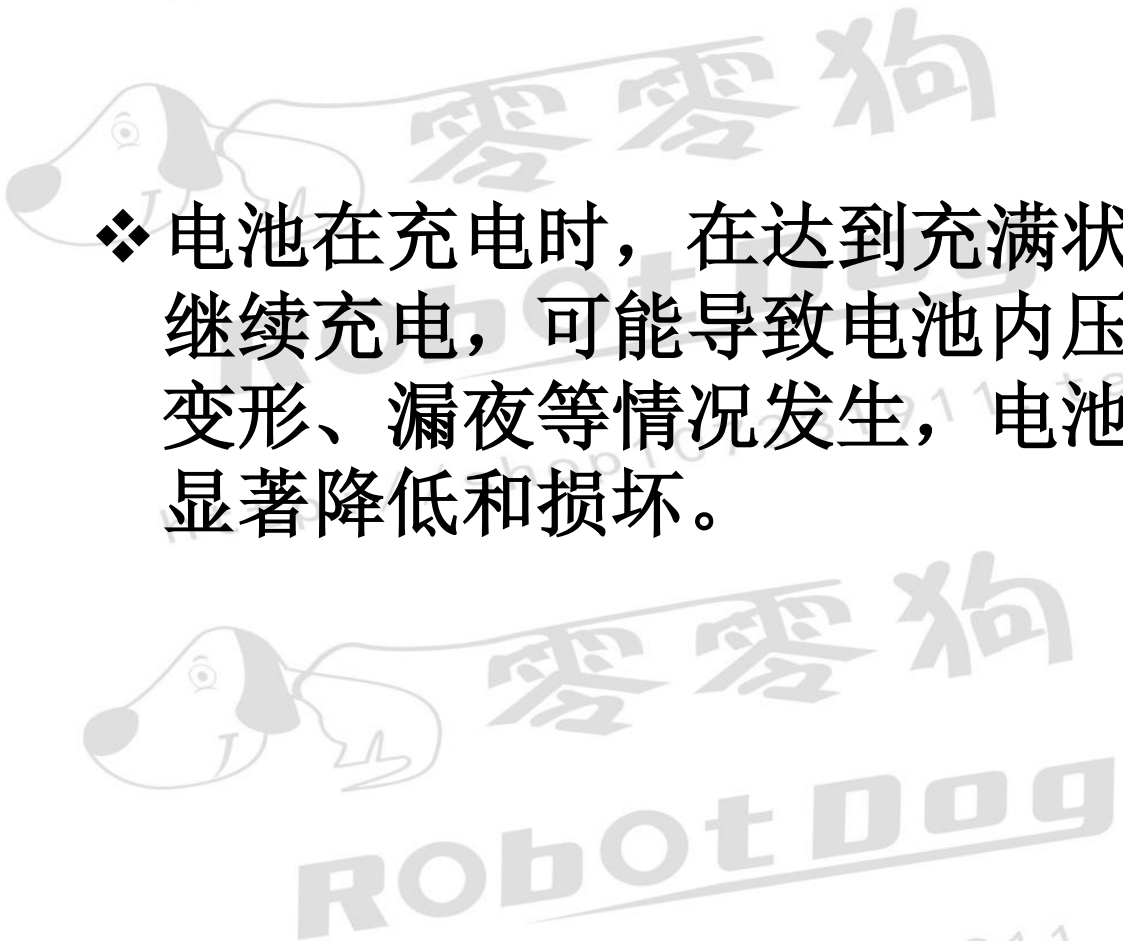 零零狗
❖电池在充电时，在达到充满状
RobotDog
继续充电，可能导致电池内压
变形、漏夜等情况发生，电池
显著降低和损坏。
零零狗
RobotDog